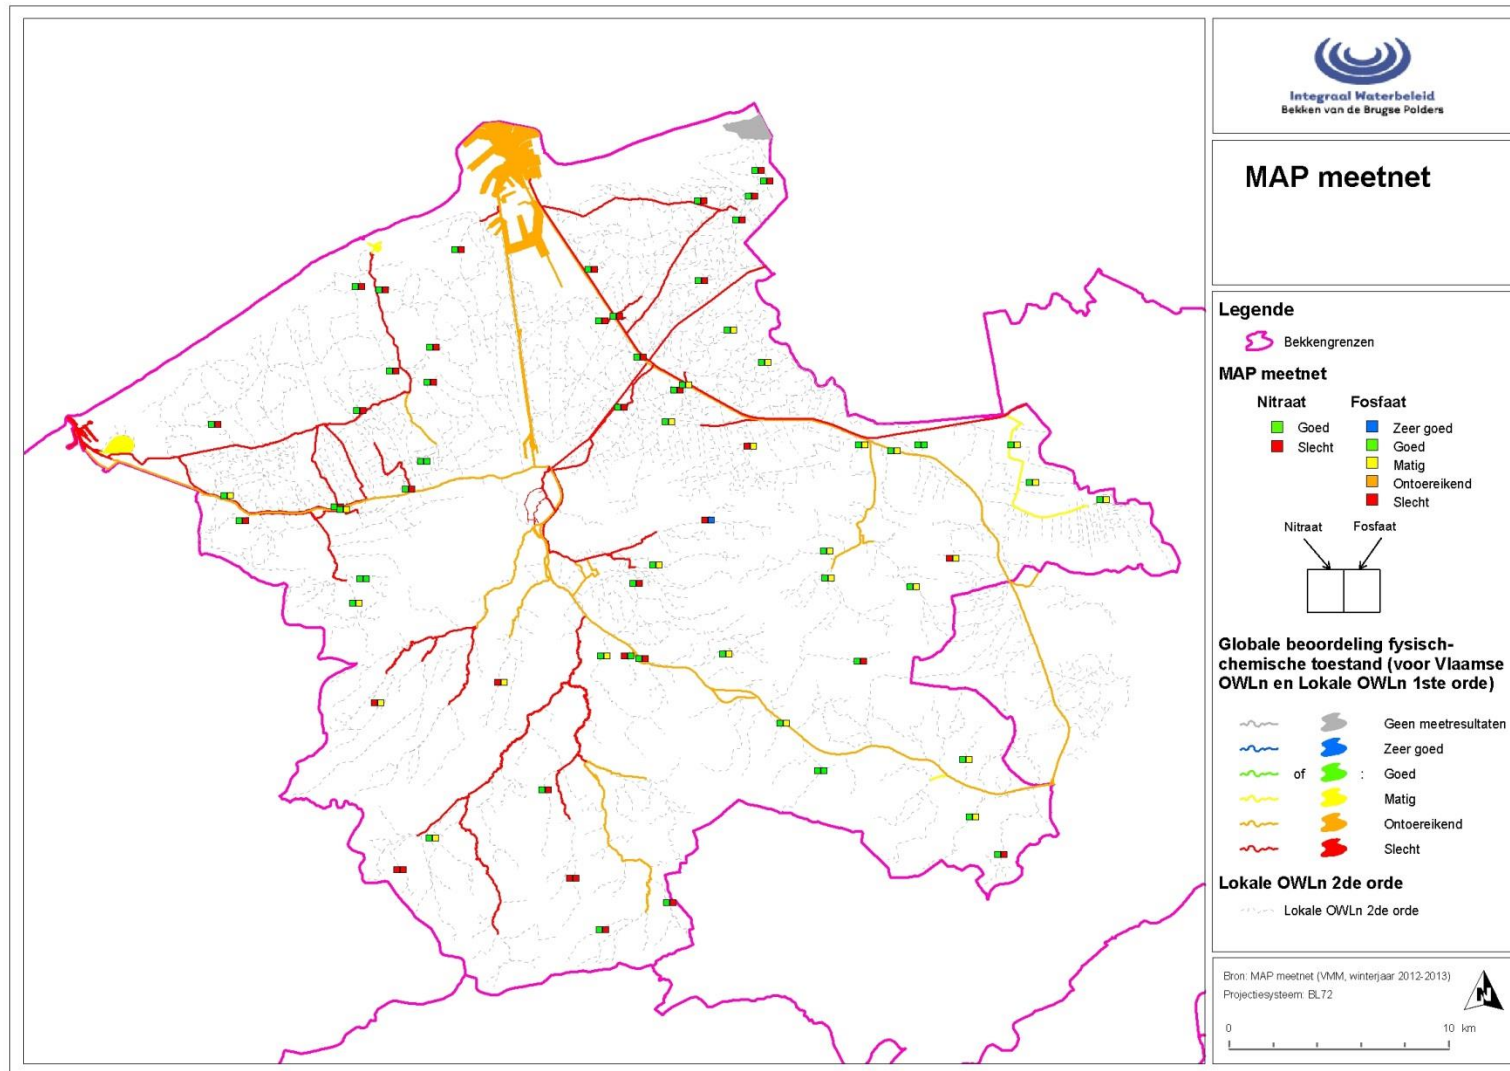 Integraal Waterbeleid
Bekken van de Brugse Polders
MAP meetnet
Legende
Bekkengrenzen
MAP meetnet
Nitraat
Goed
Slecht
Fosfaat
Zeer goed
Goed
Matig
Ontoereikend
Slecht
Nitraat
Fosfaat
Globale beoordeling fysisch-
chemische toestand (voor Vlaamse
OWLn en Lokale OWLn 1ste orde)
Geen meetresultaten
Zeer goed
of : Goed
Matig
Ontoereikend
Slecht
Lokale OWLn 2de orde
Lokale OWLn 2de orde
Bron: MAP meetnet (VMM, winterjaar 2012-2013)
Projectiesysteem: BL72
N
0 10 km